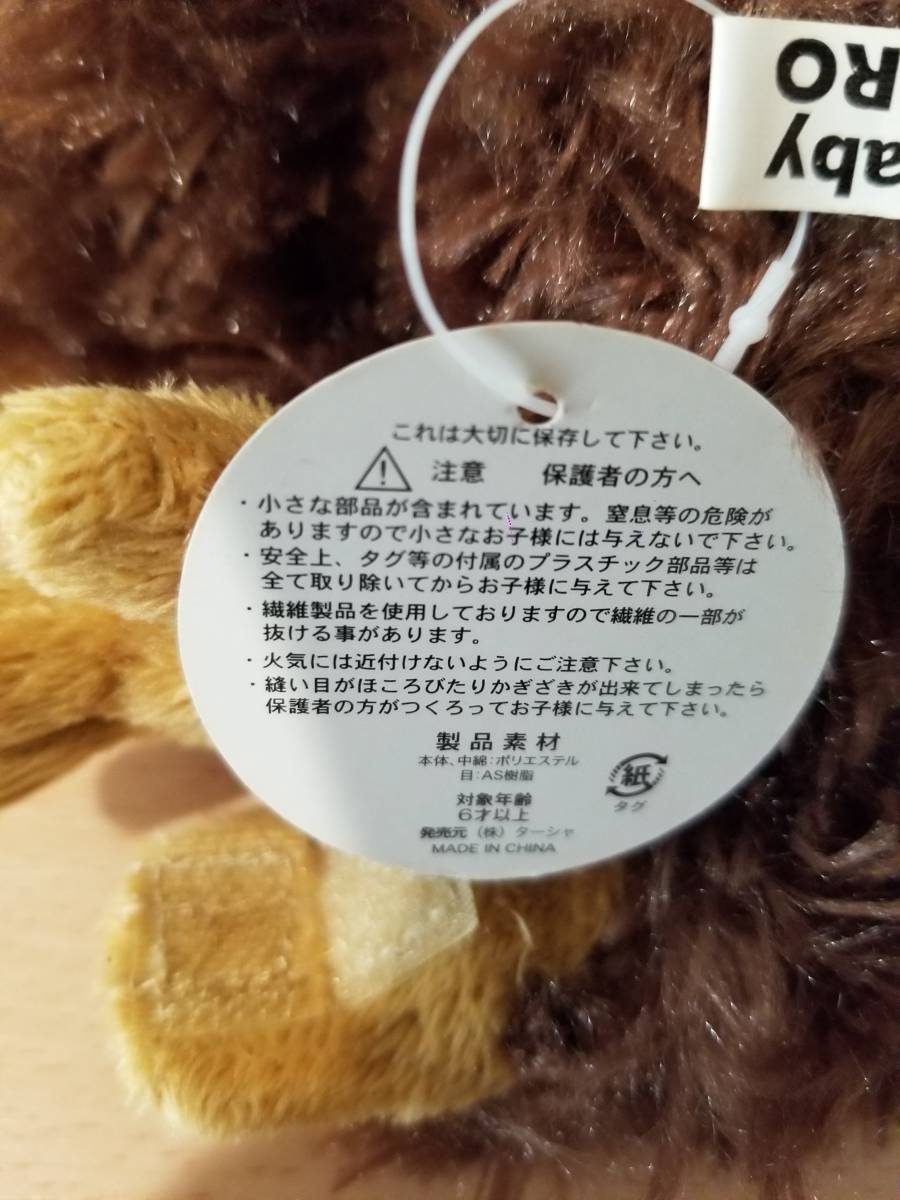 aby
RO
これは大切に保存して下さい。
注意 保護者の方へ
・小さな部品が含まれています。窒息等の危険が
ありますので小さなお子様には与えないで下さい。
・安全上、タグ等の付属のプラスチック部品等は
全て取り除いてからお子様に与えて下さい。
・繊維製品を使用しておりますので繊維の一部が
抜ける事があります。
・火気には近付けないようにご注意下さい。
・縫い目がほころびたりかぎざきが出来てしまったら
保護者の方がつくろってお子様に与えて下さい。
製品素材
本体、中綿:ポリエステル
目:AS樹脂
紙
タグ
対象年齢
6才以上
発売元（株）ターシャ
MADE IN CHINA